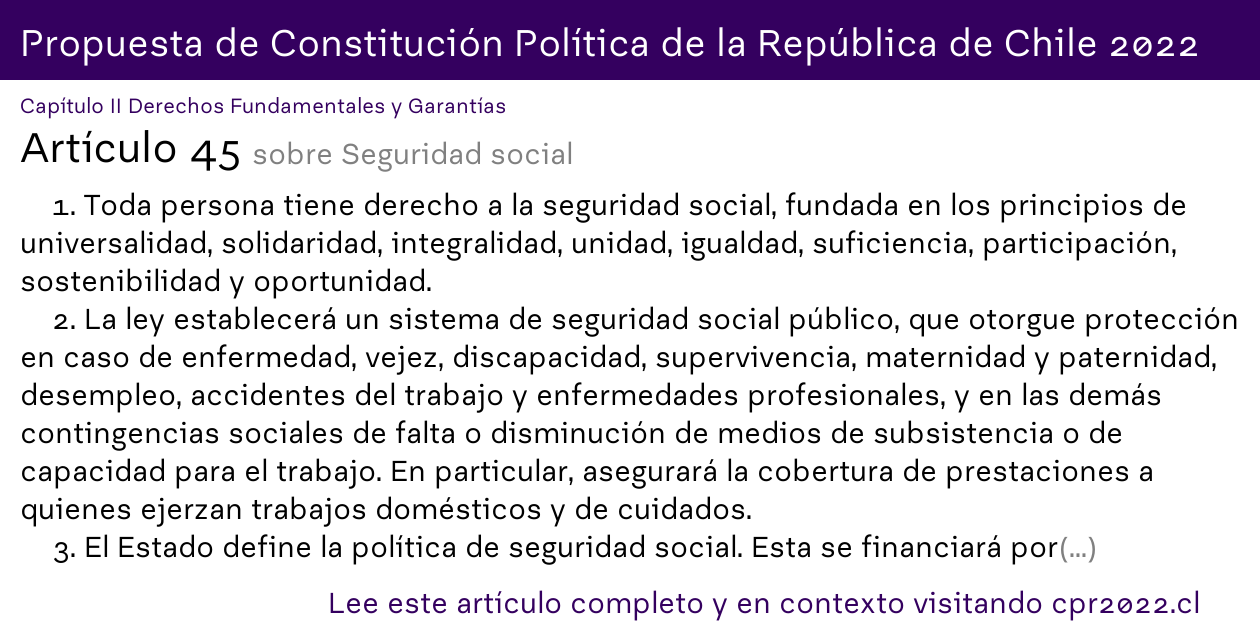 Propuesta de Constitución Política de la República de Chile 2022
Capítulo II Derechos Fundamentales y Garantías
Artículo 45 sobre Seguridad social
1. Toda persona tiene derecho a la seguridad social, fundada en los principios de
universalidad, solidaridad, integralidad, unidad, igualdad, suficiencia, participación,
sostenibilidad y oportunidad.
2. La ley establecerá un sistema de seguridad social público, que otorgue protección
en caso de enfermedad, vejez, discapacidad, supervivencia, maternidad y paternidad,
desempleo, accidentes del trabajo y enfermedades profesionales, y en las demás
contingencias sociales de falta o disminución de medios de subsistencia o de
capacidad para el trabajo. En particular, asegurará la cobertura de prestaciones a
quienes ejerzan trabajos domésticos y de cuidados.
3. El Estado define la política de seguridad social. Esta se financiará por(...)
Lee este artículo completo y en contexto visitando cpr2022.cl